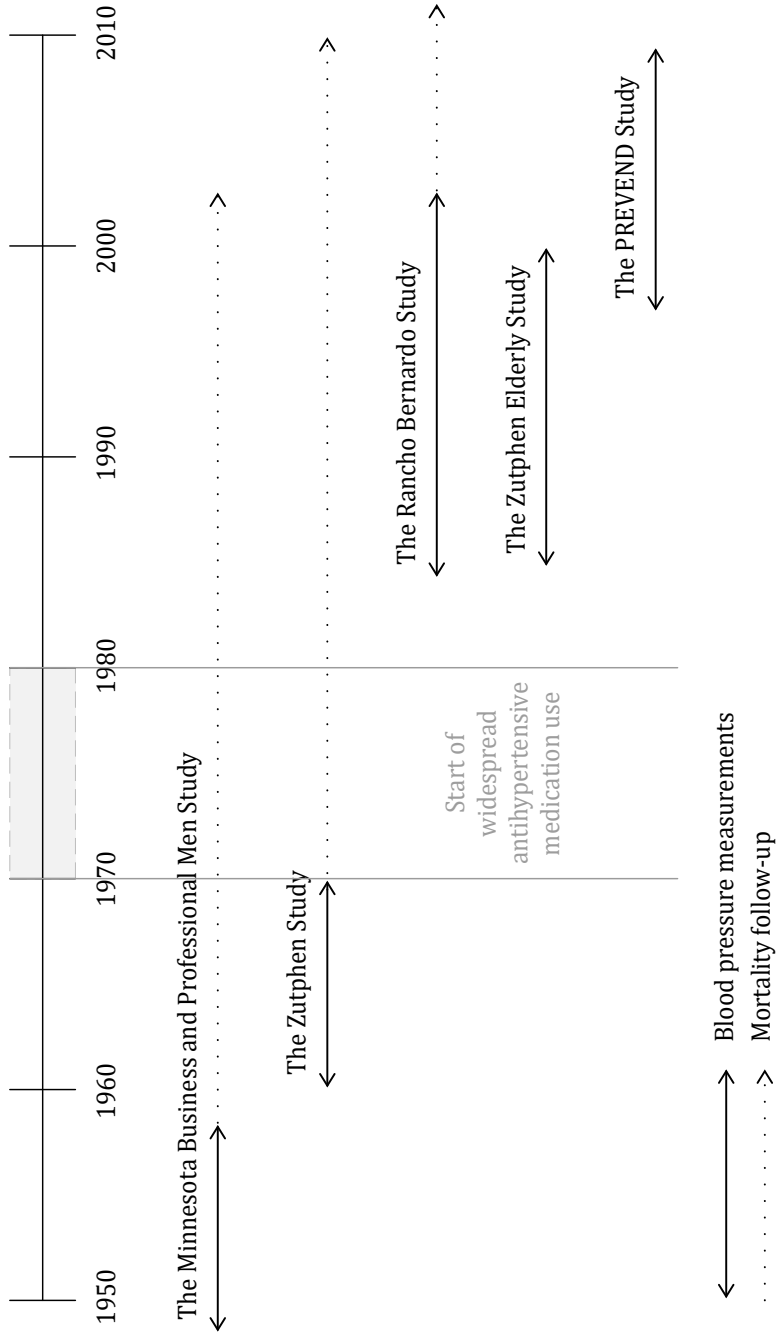 1950
1960
1970
1980
1990
2000
2010
The Minnesota Business and Professional Men Study
The Zutphen Study
The Rancho Bernardo Study
The Zutphen Elderly Study
The PREVEND Study
Start of
widespread
antihypertensive
medication use
Blood pressure measurements
Mortality follow-up